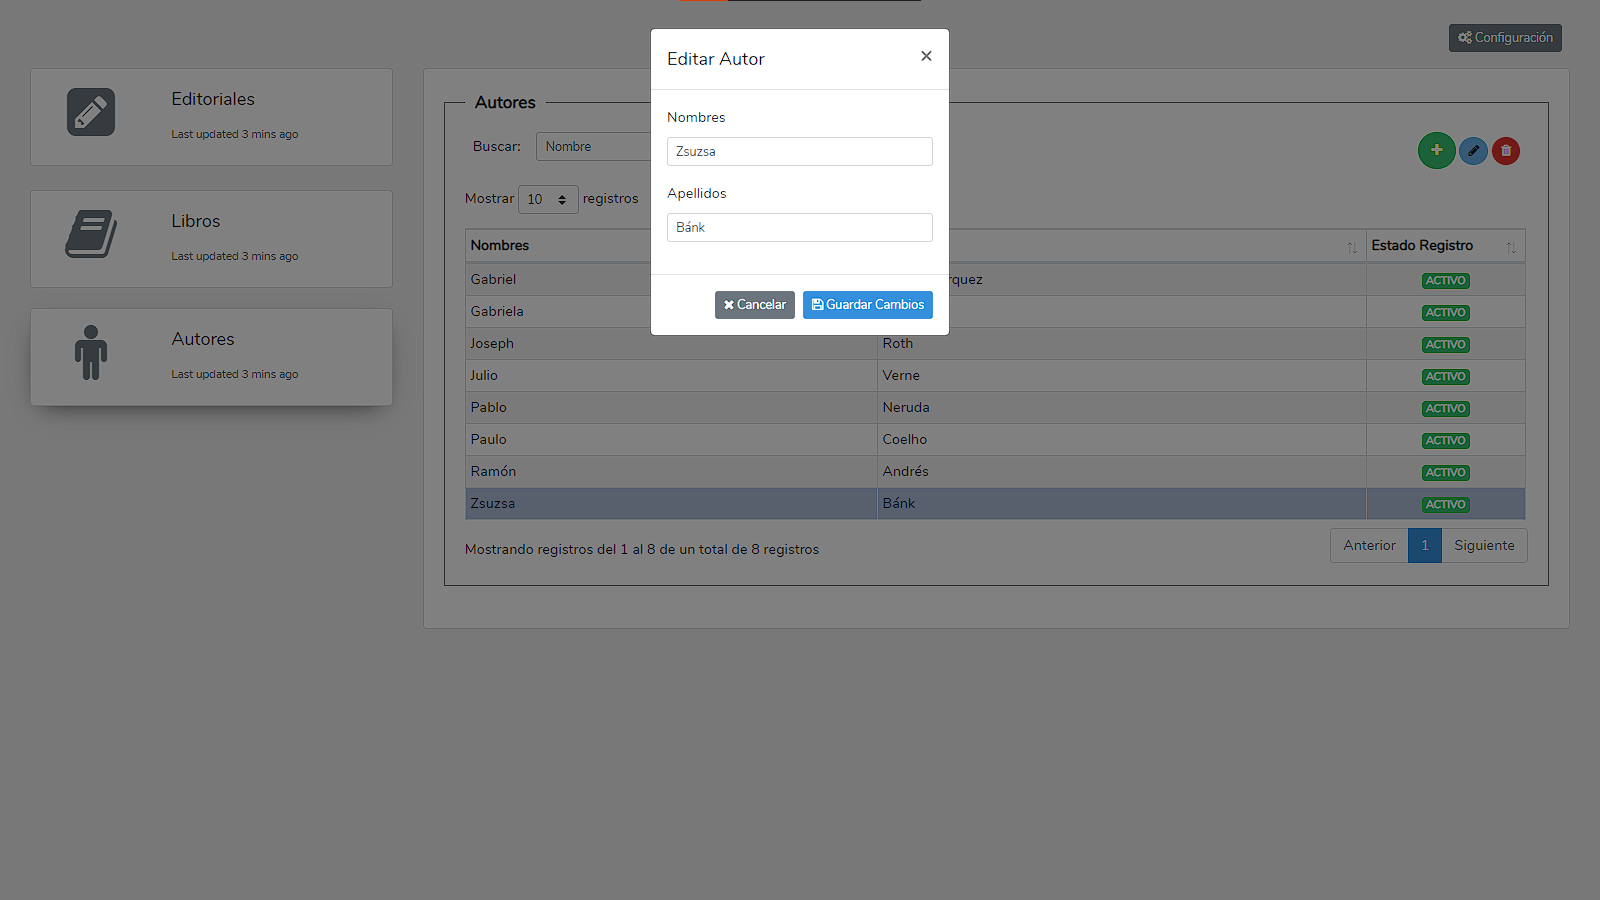 Configuración
Editar Autor
×
Nombres
Zsuzsa
Apellidos
Bánk
Cancelar
Guardar Cambios
Editoriales
Last updated 3 mins ago
Libros
Last updated 3 mins ago
Autores
Last updated 3 mins ago
Autores
Buscar: Nombre
Mostrar 10 registros
Nombres Estado Registro
Gabriel rquez ACTIVO
Gabriela ACTIVO
Joseph Roth ACTIVO
Julio Verne ACTIVO
Pablo Neruda ACTIVO
Paulo Coelho ACTIVO
Ramón Andrés ACTIVO
Zsuzsa Bánk ACTIVO
Mostrando registros del 1 al 8 de un total de 8 registros
Anterior 1 Siguiente